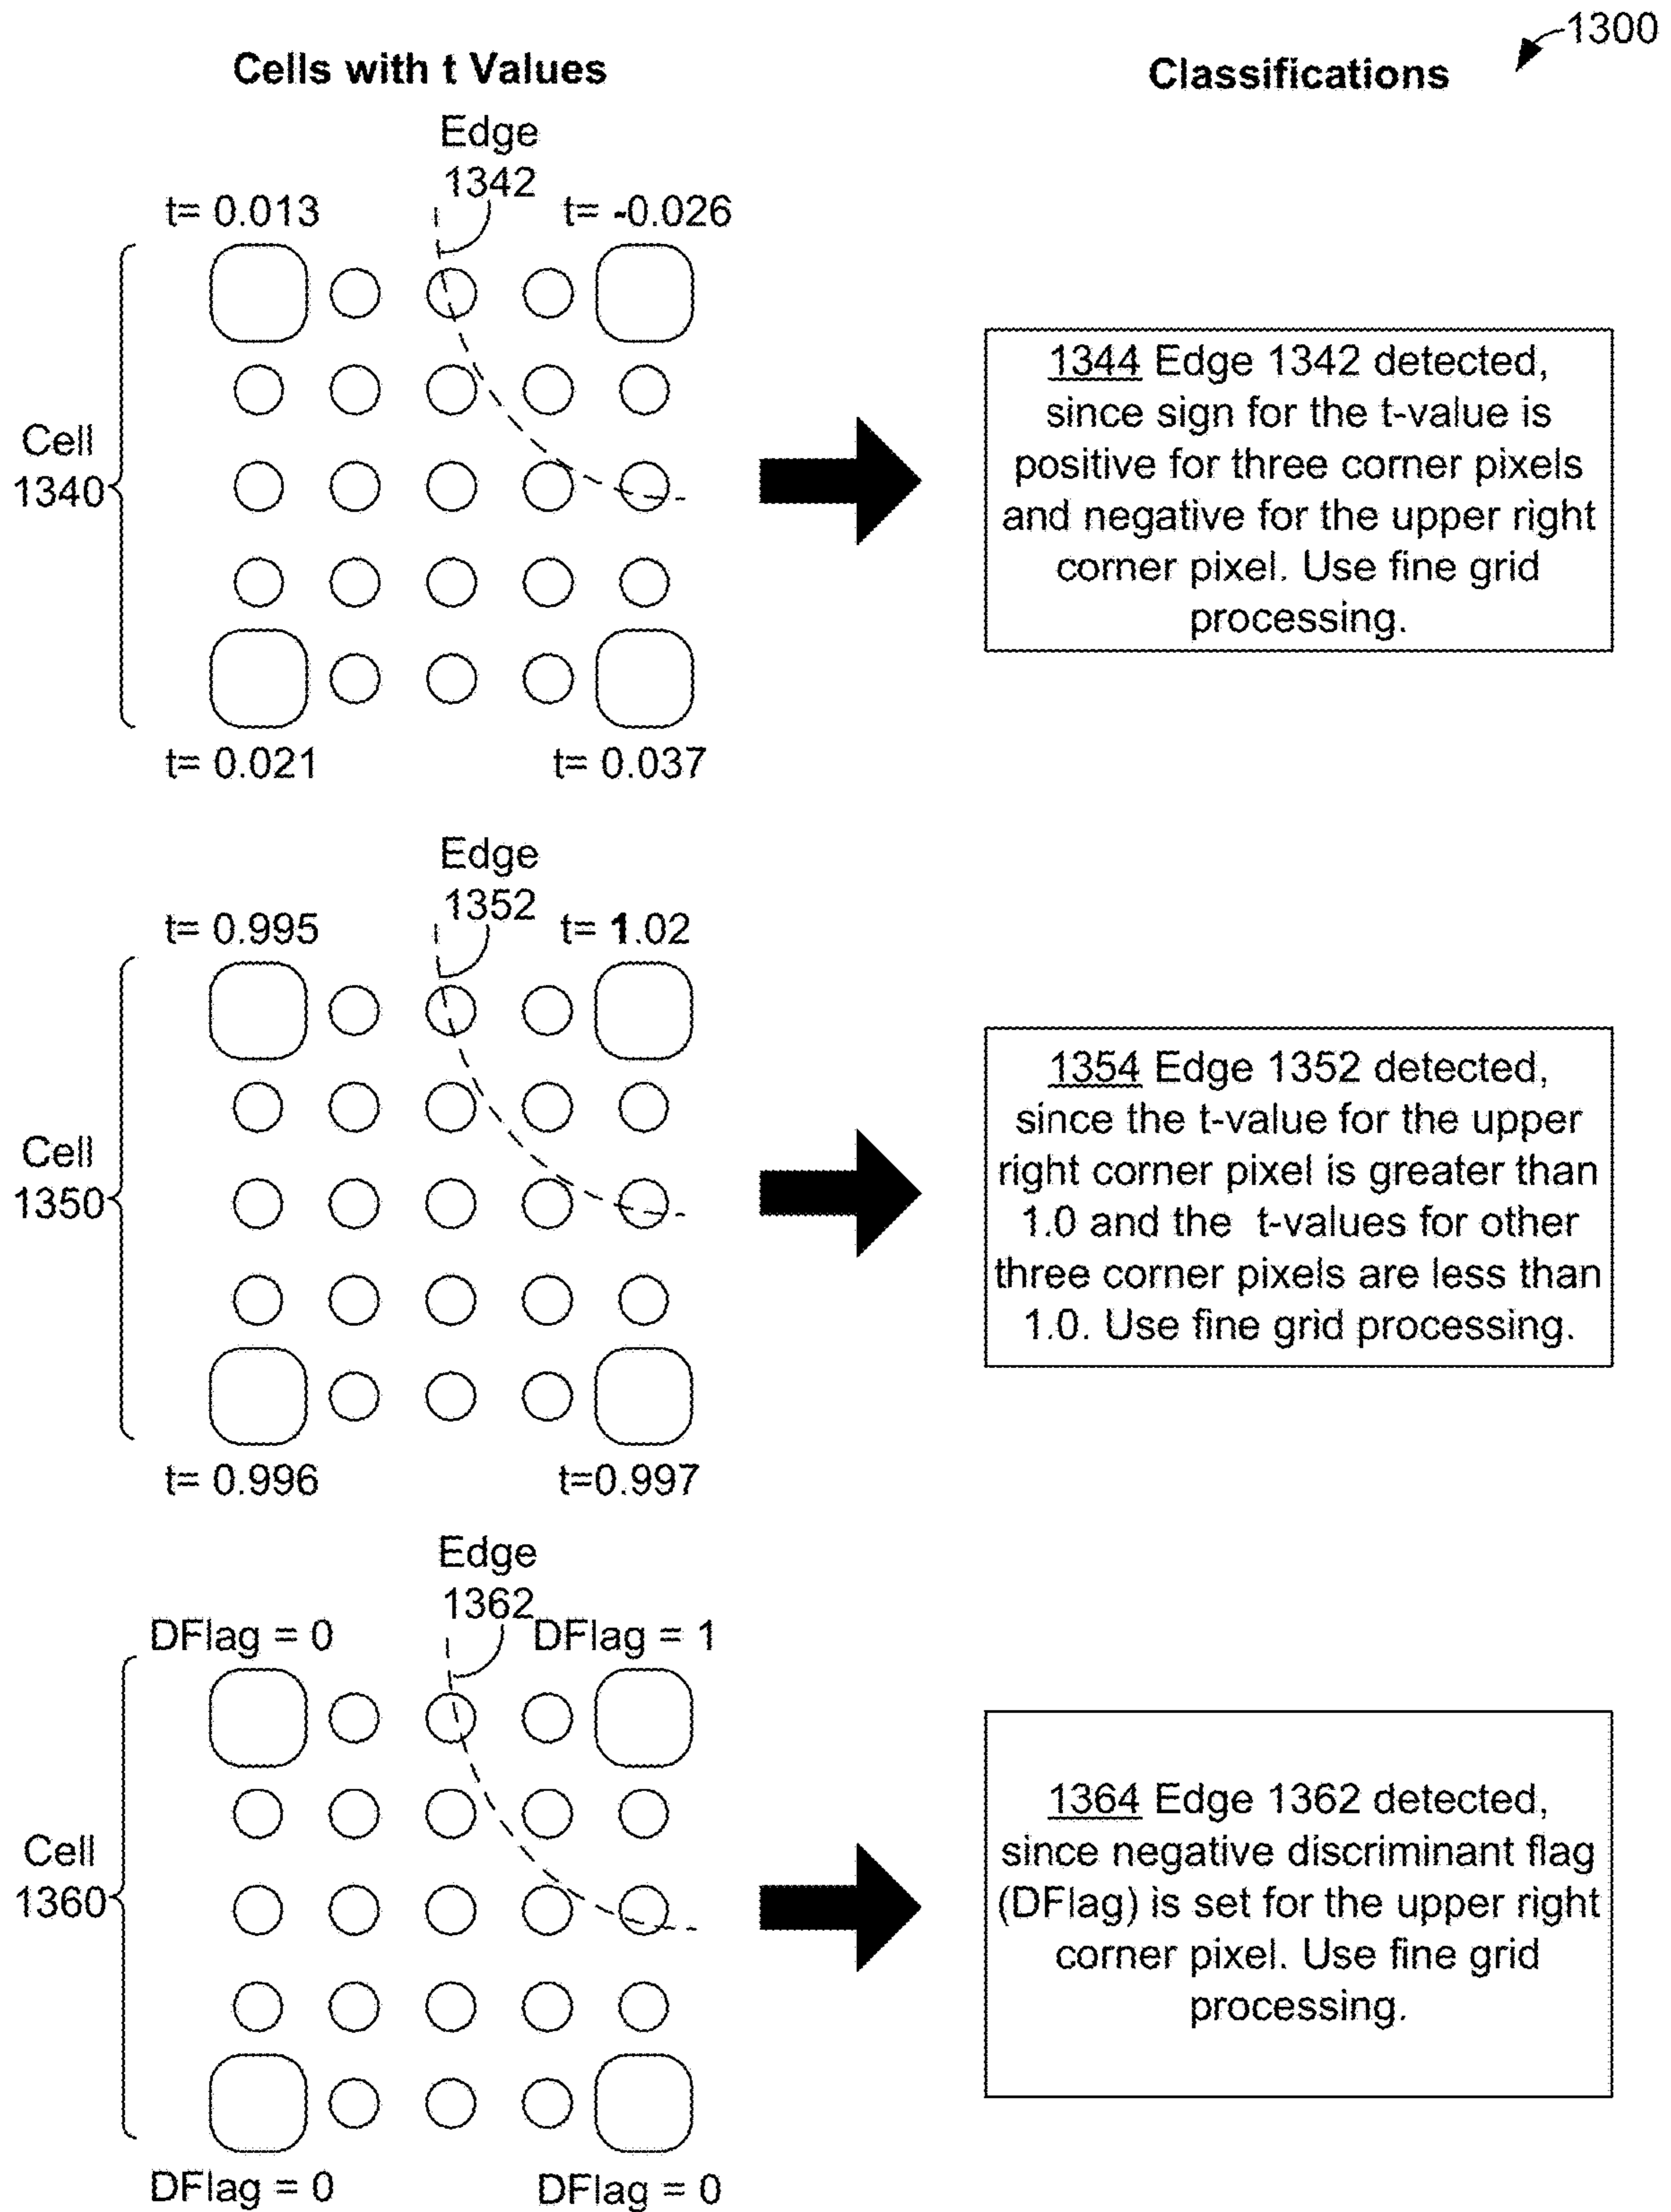 1300
Cells with t Values
Classifications
Edge
1342
t= 0.013
t= -0.026
Cell
1340
t= 0.021
t= 0.037
1344 Edge 1342 detected,
since sign for the t-value is
positive for three corner pixels
and negative for the upper right
corner pixel. Use fine grid
processing.
Edge
1352
t= 0.995
t= 1.02
Cell
1350
t= 0.996
t=0.997
1354 Edge 1352 detected,
since the t-value for the upper
right corner pixel is greater than
1.0 and the t-values for other
three corner pixels are less than
1.0. Use fine grid processing.
Edge
1362
DFlag = 0
DFlag = 1
Cell
1360
DFlag = 0
DFlag = 0
1364 Edge 1362 detected,
since negative discriminant flag
(DFlag) is set for the upper right
corner pixel. Use fine grid
processing.